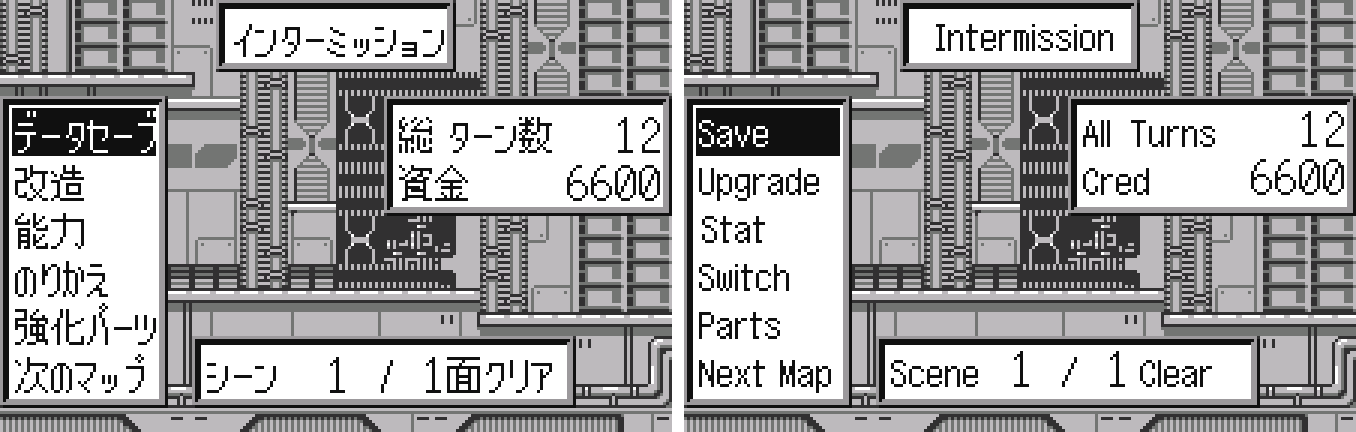 インターミッション
データセーブ
改造
能力
のりかえ
強化パーツ
次のマップ
総 ターン数 12
資金 6600
シーン 1 / 1面クリア
Intermission
Save
Upgrade
Stat
Switch
Parts
Next Map
All Turns 12
Cred 6600
Scene 1 / 1 Clear